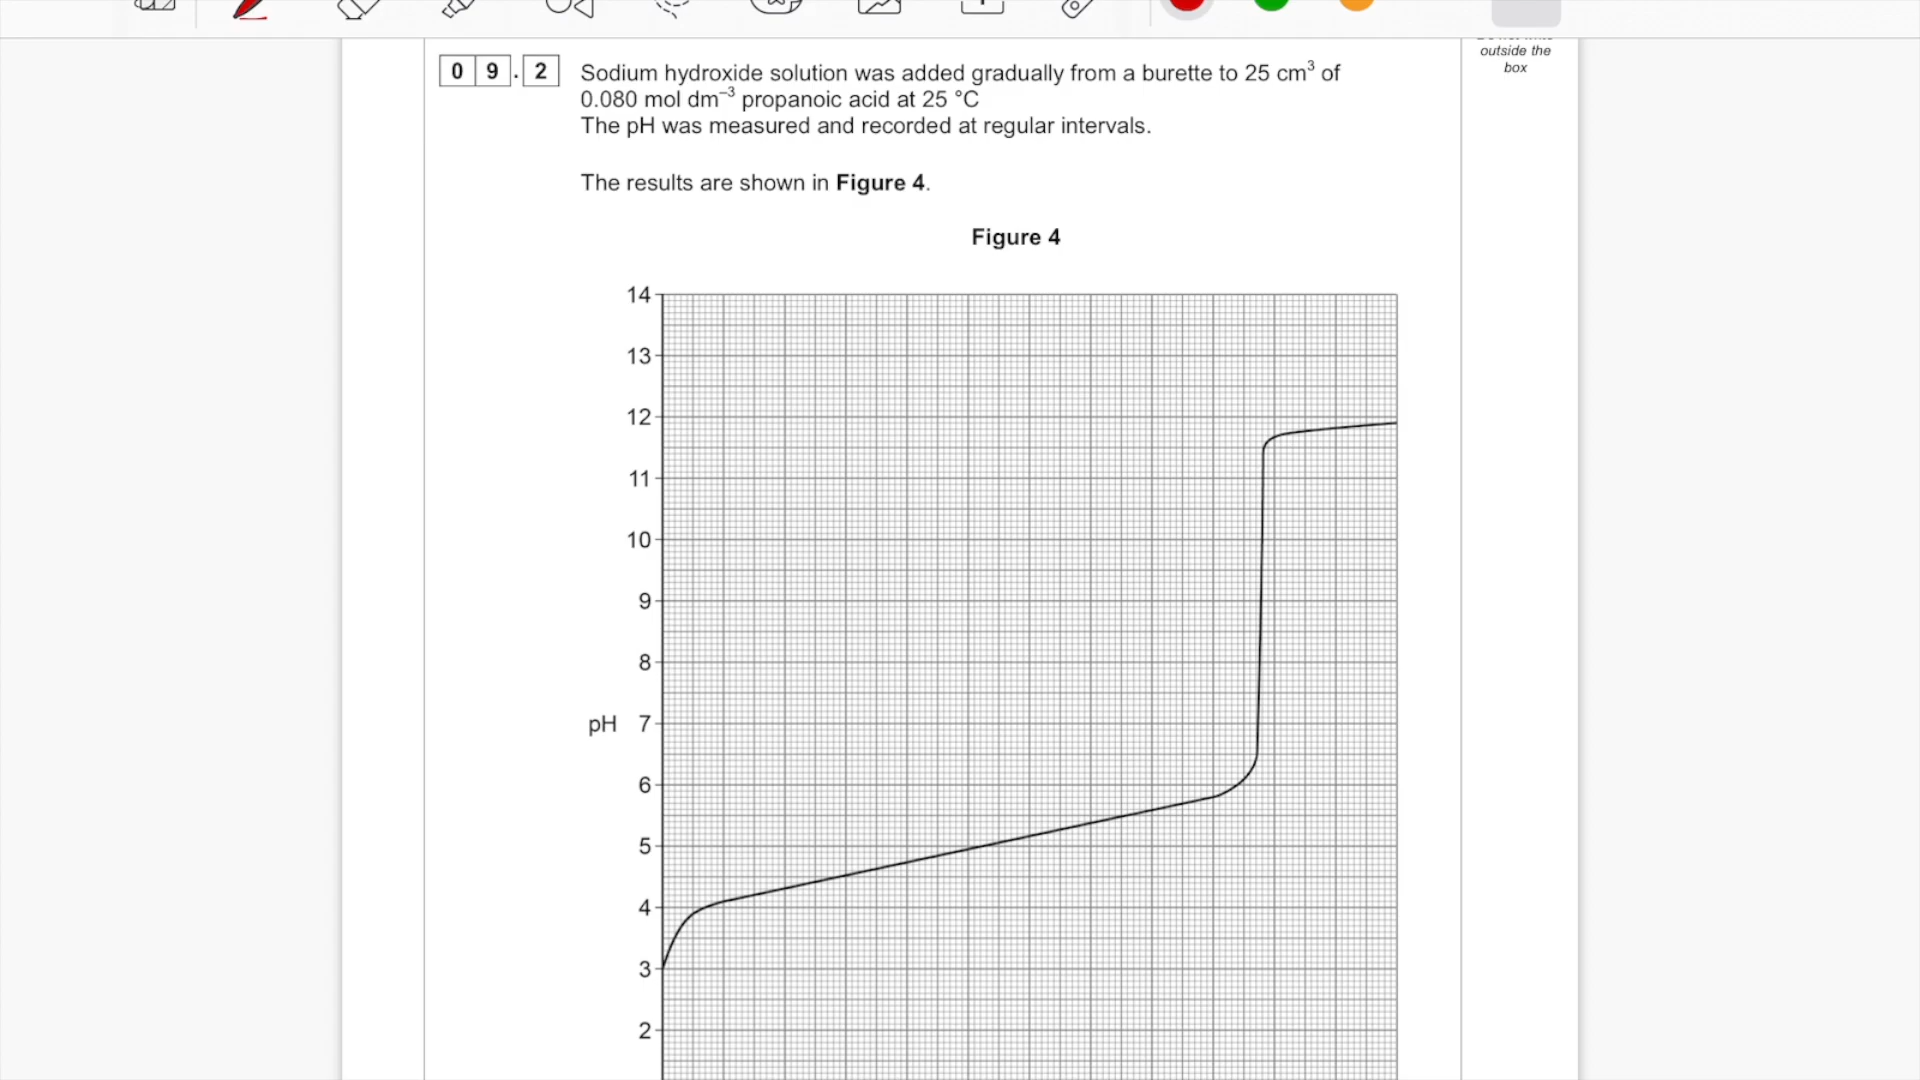 Do not write
outside the
box
0 9 . 2
Sodium hydroxide solution was added gradually from a burette to 25 cm³ of
0.080 mol dm⁻³ propanoic acid at 25 °C
The pH was measured and recorded at regular intervals.
The results are shown in Figure 4.
Figure 4
14
13
12
11
10
9
8
pH 7
6
5
4
3
2